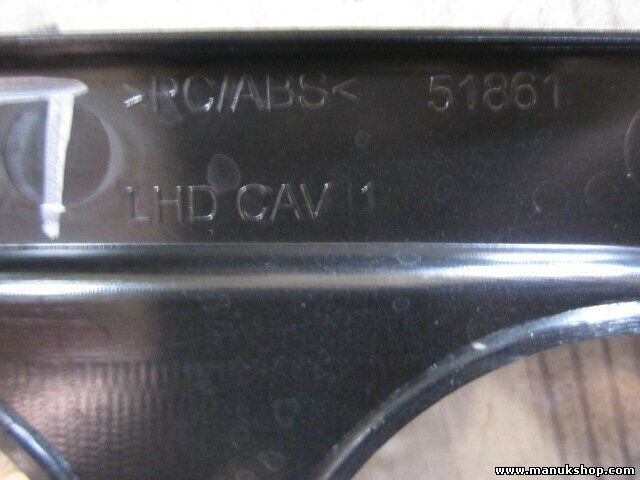 >PC/ABS< 51861
LHD CAV 1
www.manukshop.com